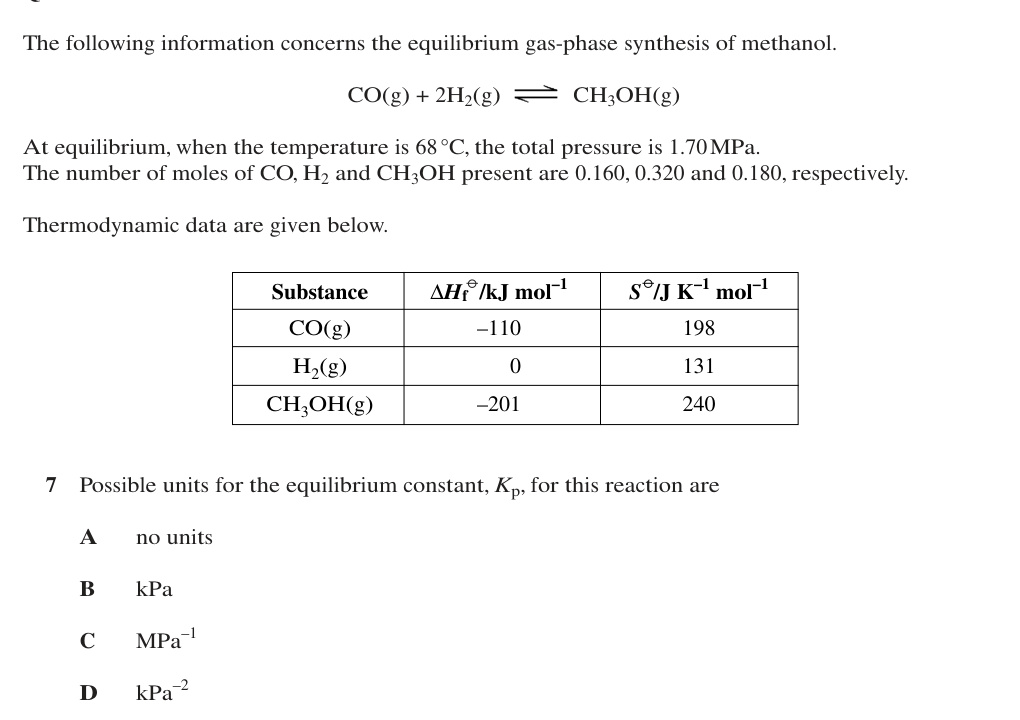 The following information concerns the equilibrium gas-phase synthesis of methanol.
CO(g) + 2H₂(g) ⇌ CH₃OH(g)
At equilibrium, when the temperature is 68 °C, the total pressure is 1.70 MPa.
The number of moles of CO, H₂ and CH₃OH present are 0.160, 0.320 and 0.180, respectively.
Thermodynamic data are given below.
Substance ΔHf⦵/kJ mol⁻¹ S⦵/J K⁻¹ mol⁻¹
CO(g) –110 198
H₂(g) 0 131
CH₃OH(g) –201 240
7 Possible units for the equilibrium constant, Kp, for this reaction are
A no units
B kPa
C MPa⁻¹
D kPa⁻²